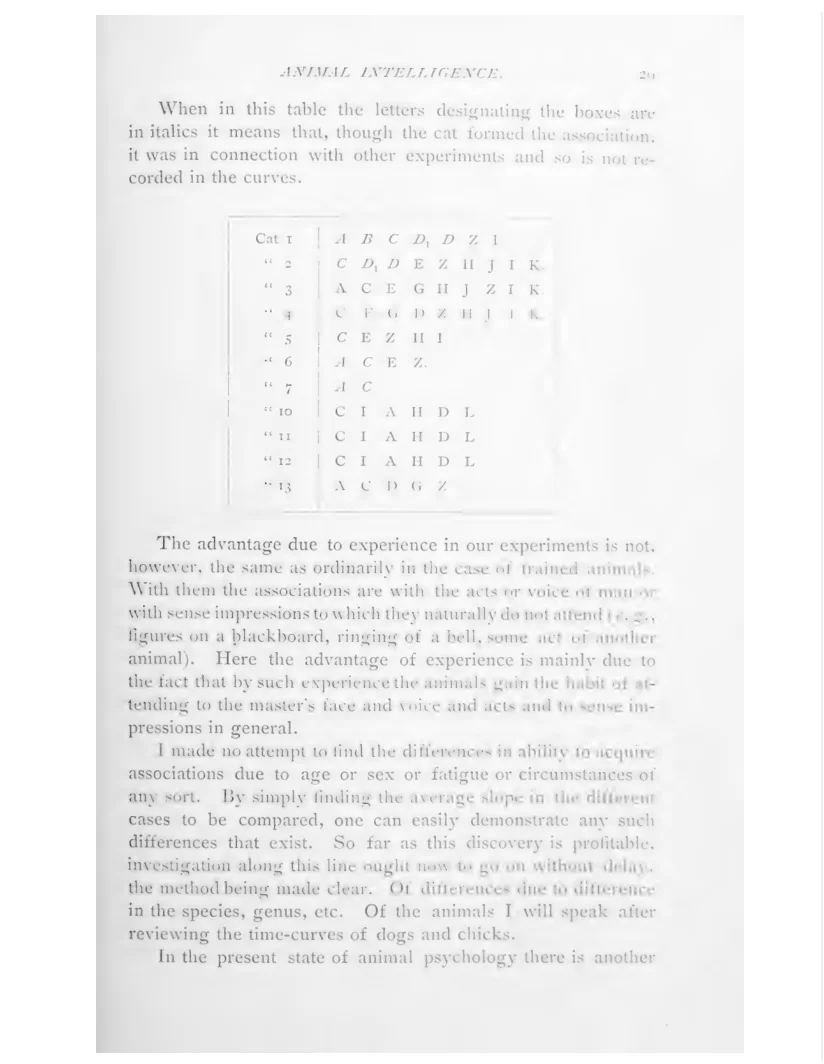 ANIMAL INTELLIGENCE. 29
When in this table the letters designating the boxes are
in italics it means that, though the cat formed the association,
it was in connection with other experiments and so is not re-
corded in the curves.
Cat 1 A B C D₁ D Z I
“ 2 C D₁ D E Z H J I K
“ 3 A C E G H J Z I K
“ 4 C F G D Z H J I K
“ 5 C E Z H I
“ 6 A C E Z.
“ 7 A C
“ 10 C I A H D L
“ 11 C I A H D L
“ 12 C I A H D L
“ 13 A C D G Z
The advantage due to experience in our experiments is not,
however, the same as ordinarily in the case of trained animals.
With them the associations are with the acts or voice of man or
with sense impressions to which they naturally do not attend (e. g.,
figures on a blackboard, ringing of a bell, some act of another
animal). Here the advantage of experience is mainly due to
the fact that by such experience the animals gain the habit of at-
tending to the master's face and voice and acts and to sense im-
pressions in general.
I made no attempt to find the differences in ability to acquire
associations due to age or sex or fatigue or circumstances of
any sort. By simply finding the average slope in the different
cases to be compared, one can easily demonstrate any such
differences that exist. So far as this discovery is profitable,
investigation along this line ought now to go on without delay,
the method being made clear. Of differences due to difference
in the species, genus, etc. Of the animals I will speak after
reviewing the time-curves of dogs and chicks.
In the present state of animal psychology there is another